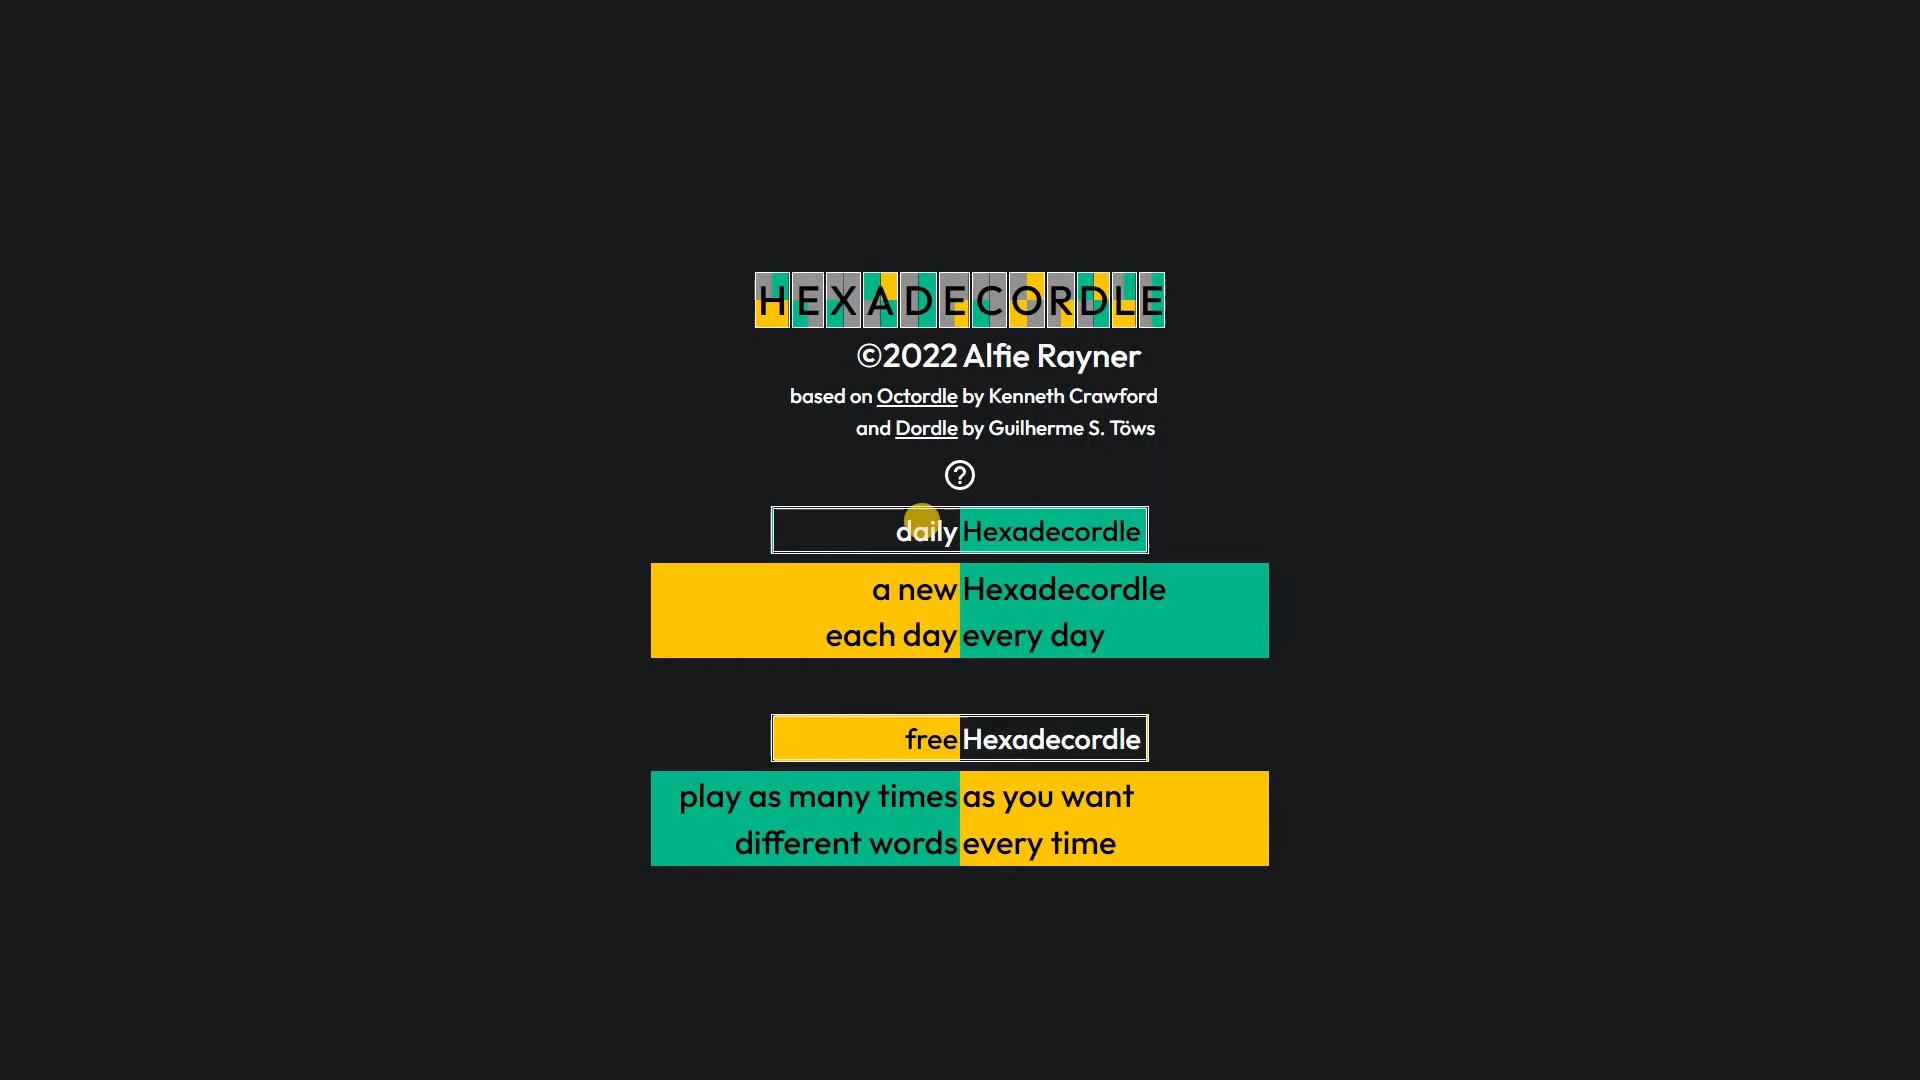 HEXADECORDLE
©2022 Alfie Rayner
based on Octordle by Kenneth Crawford
and Dordle by Guilherme S. Töws
?
daily Hexadecordle
a new Hexadecordle
each day every day
free Hexadecordle
play as many times as you want
different words every time